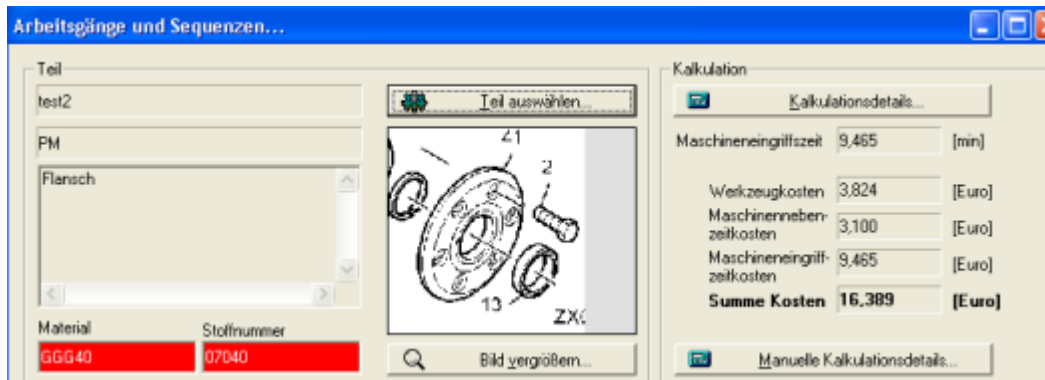 Arbeitsgänge und Sequenzen...
Teil
test2
Teil auswählen...
PM
Flansch
21
2
13
Material
Stoffnummer
GGG40
07040
Bild vergrößern...
Kalkulation
Kalkulationsdetails...
Maschineneingriffszeit 9,465 [min]
Werkzeugkosten 3,824 [Euro]
Maschinenneben-
zeitkosten 3,100 [Euro]
Maschineneingriff-
zeitkosten 9,465 [Euro]
Summe Kosten 16,389 [Euro]
Manuelle Kalkulationsdetails...